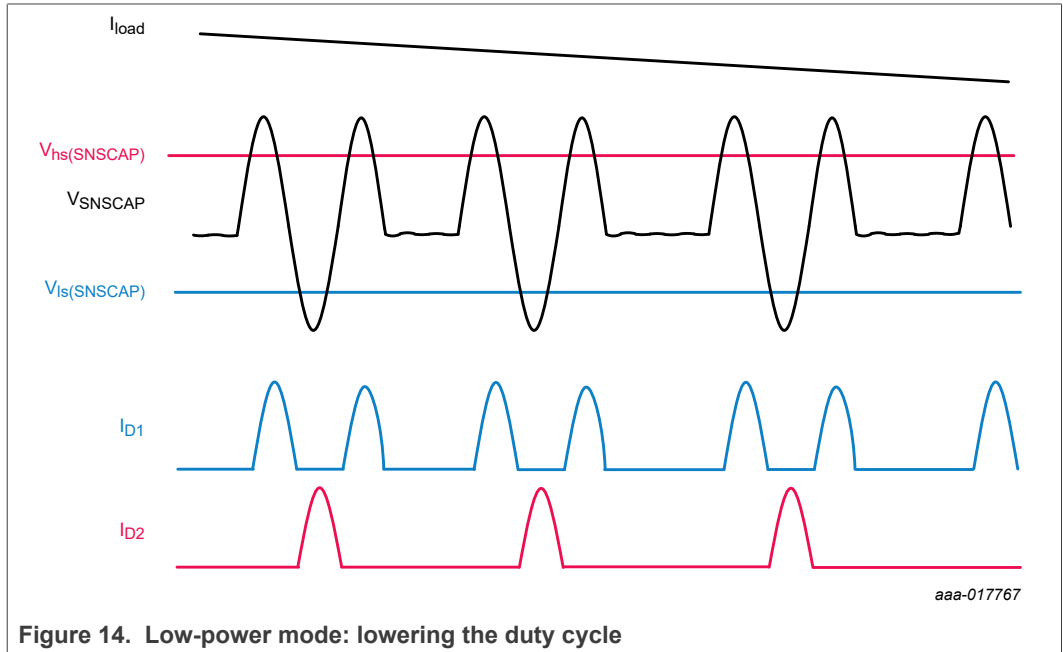 Iload
Vhs(SNSCAP)
VSNSCAP
Vls(SNSCAP)
ID1
ID2
aaa-017767
Figure 14. Low-power mode: lowering the duty cycle